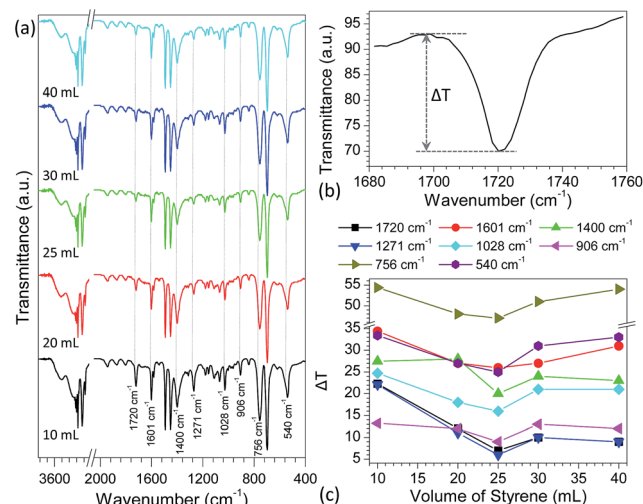 (a)
40 mL
30 mL
25 mL
20 mL
10 mL
1720 cm⁻¹
1601 cm⁻¹
1400 cm⁻¹
1271 cm⁻¹
1028 cm⁻¹
906 cm⁻¹
756 cm⁻¹
540 cm⁻¹
Transmittance (a.u.)
3600 2000 1600 1200 800 400
Wavenumber (cm⁻¹)
95
90
85
80
75
70
Transmittance (a.u.)
ΔT
1680 1700 1720 1740 1760
Wavenumber (cm⁻¹)
(b)
1720 cm⁻¹ 1601 cm⁻¹ 1400 cm⁻¹
1271 cm⁻¹ 1028 cm⁻¹ 906 cm⁻¹
756 cm⁻¹ 540 cm⁻¹
55
50
35
30
25
20
15
10
5
ΔT
10 15 20 25 30 35 40
(c) Volume of Styrene (mL)